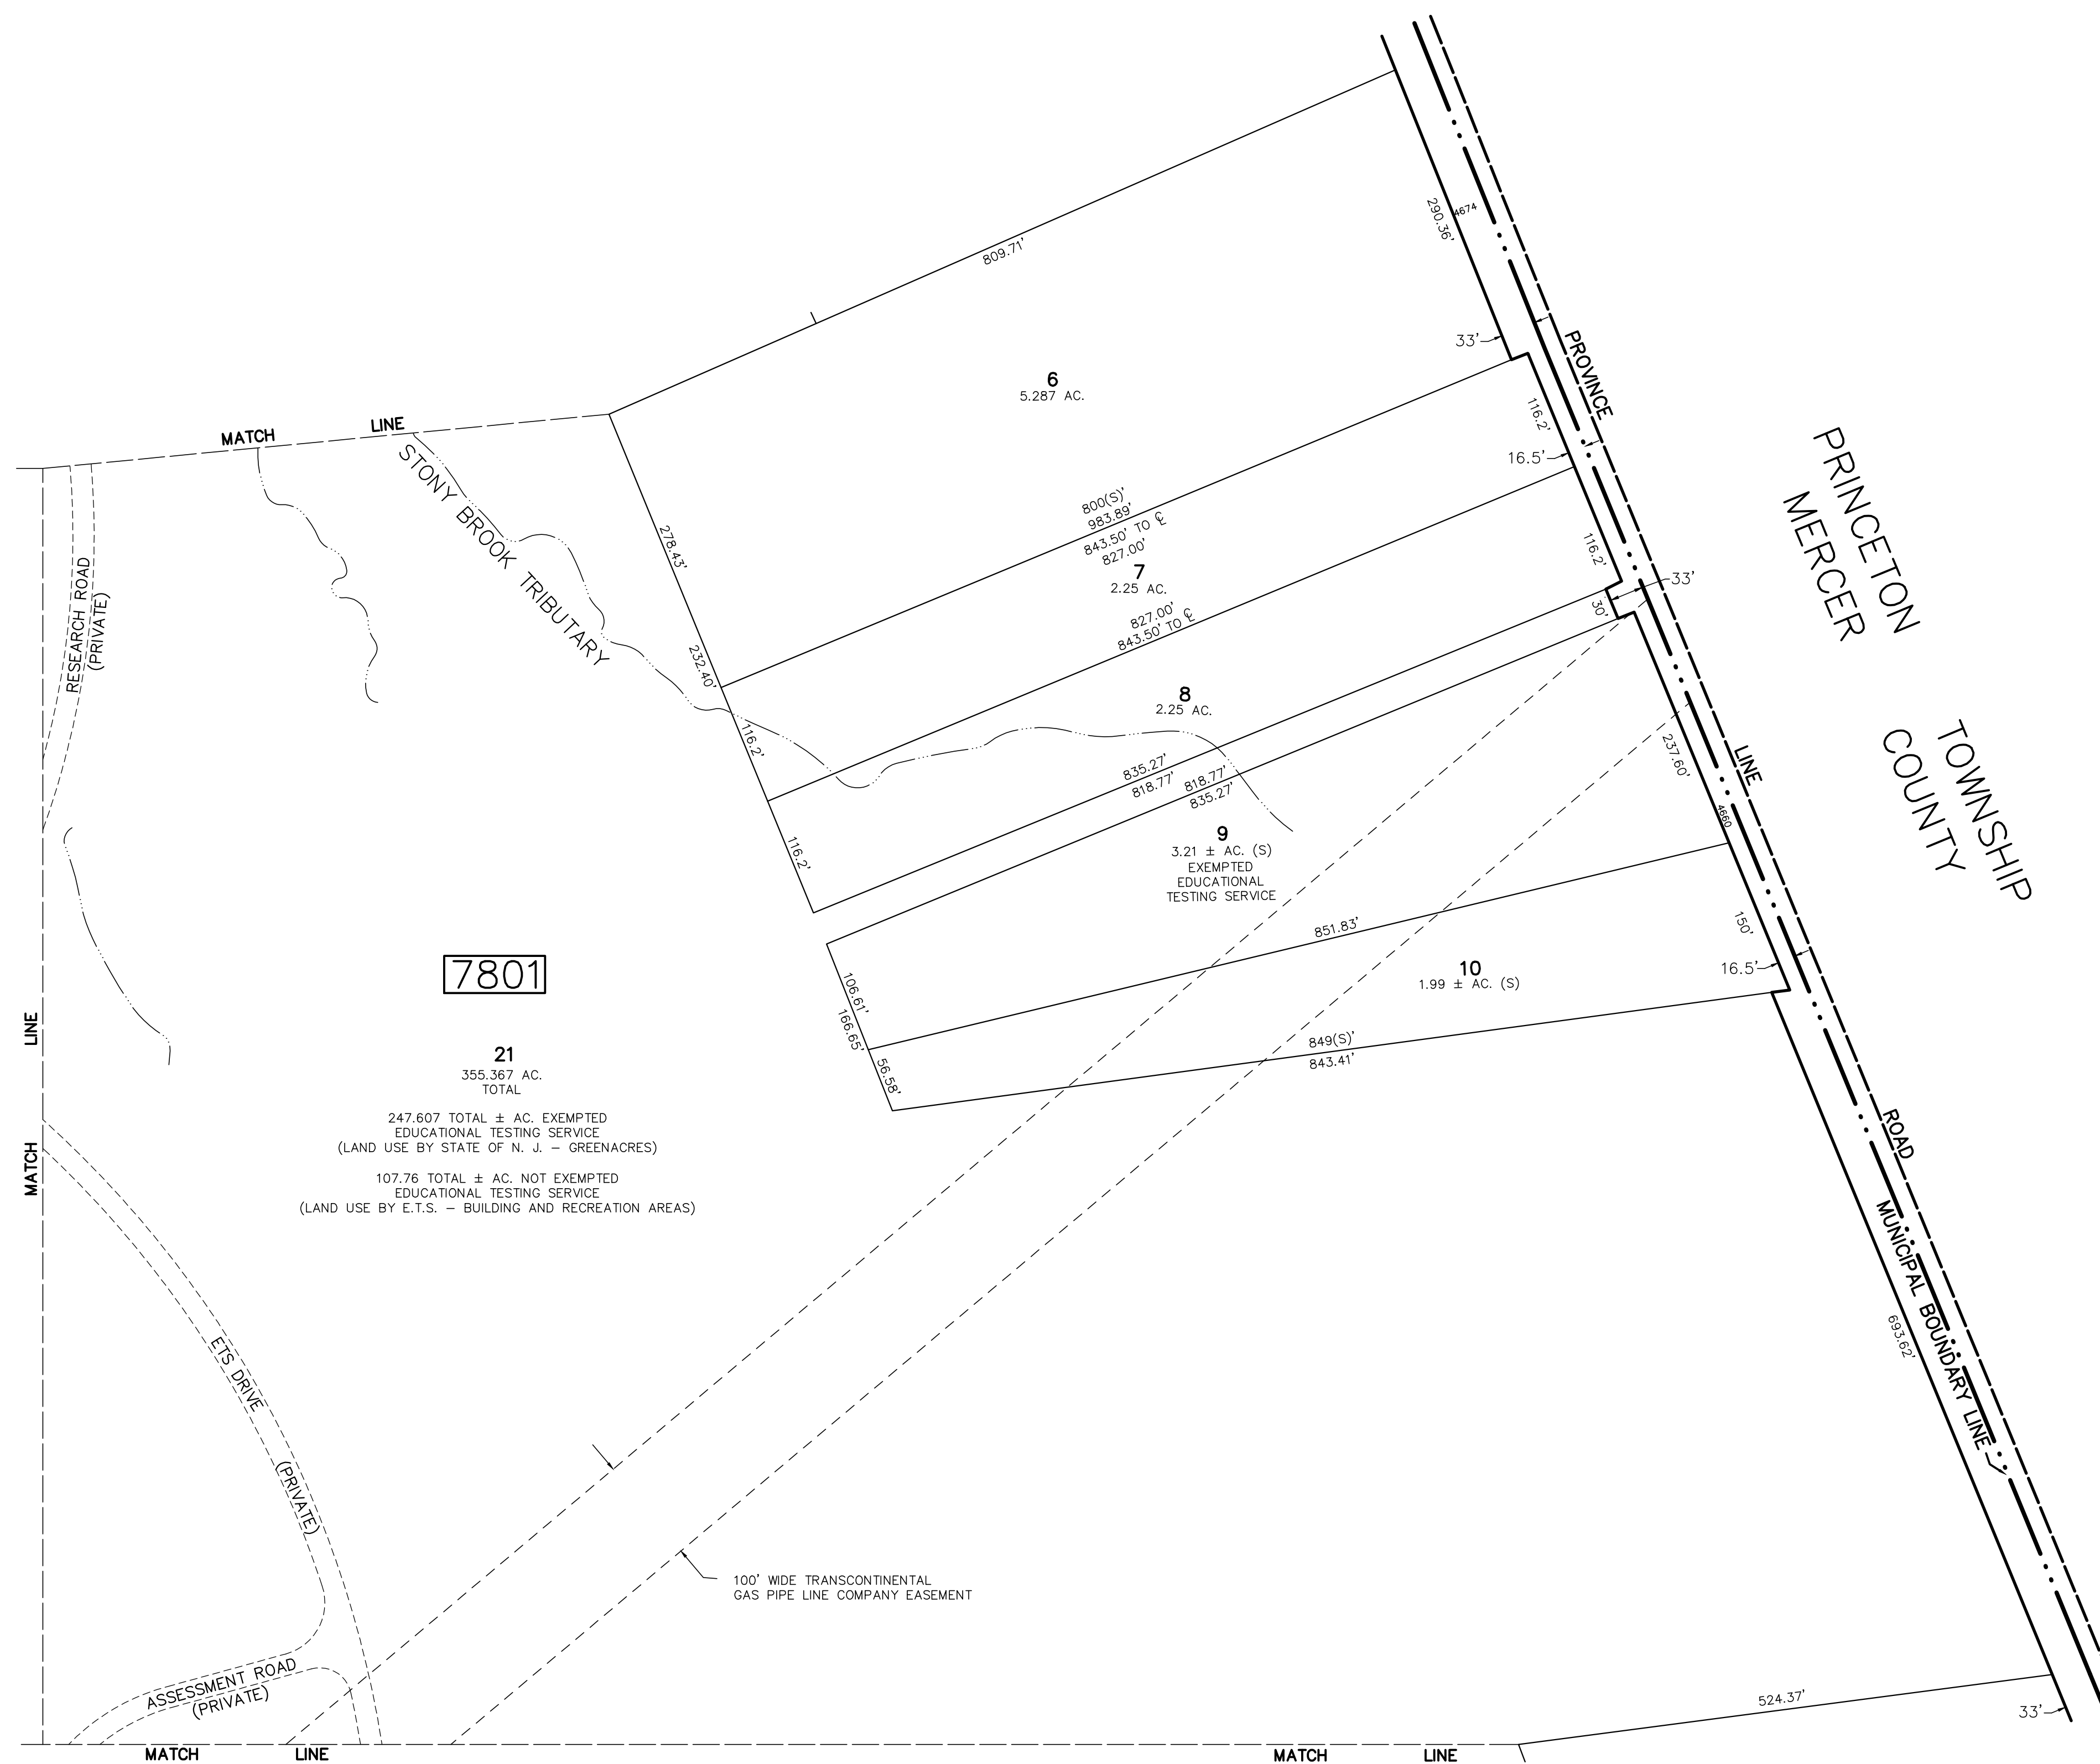 809.71'
290.36'
4674
33'
PROVINCE
6
5.287 AC.
MATCH LINE
STONY BROOK TRIBUTARY
116.2'
16.5'
PRINCETON TOWNSHIP
MERCER COUNTY
800(S)'
983.89'
843.50' TO ℄
827.00'
278.43'
7
2.25 AC.
827.00'
843.50' TO ℄
116.2'
33'
30'
RESEARCH ROAD
(PRIVATE)
232.40'
8
2.25 AC.
116.2'
835.27'
818.77'
818.77'
835.27'
237.60'
LINE
4660
116.2'
9
3.21 ± AC. (S)
EXEMPTED
EDUCATIONAL
TESTING SERVICE
851.83'
150'
7801
10
1.99 ± AC. (S)
16.5'
106.61'
166.65'
56.58'
849(S)'
843.41'
MATCH LINE
21
355.367 AC.
TOTAL
247.607 TOTAL ± AC. EXEMPTED
EDUCATIONAL TESTING SERVICE
(LAND USE BY STATE OF N. J. – GREENACRES)
107.76 TOTAL ± AC. NOT EXEMPTED
EDUCATIONAL TESTING SERVICE
(LAND USE BY E.T.S. – BUILDING AND RECREATION AREAS)
ROAD
MUNICIPAL BOUNDARY LINE
693.62'
ETS DRIVE
(PRIVATE)
100' WIDE TRANSCONTINENTAL
GAS PIPE LINE COMPANY EASEMENT
ASSESSMENT ROAD
(PRIVATE)
524.37'
33'
MATCH LINE
MATCH LINE